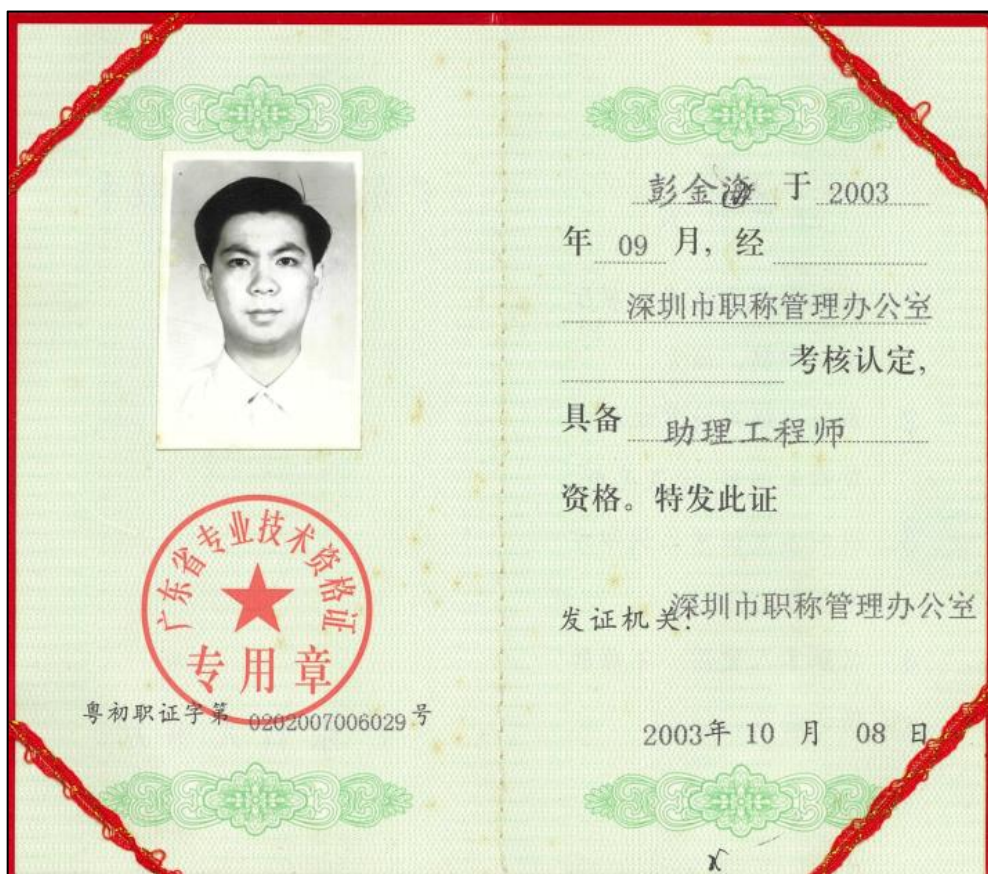 广东省专业技术资格证
专用章
粤初职证字第 0202007006029 号
彭金 于 2003
年 09 月, 经
深圳市职称管理办公室
考核认定,
具备 助理工程师
资格。特发此证
发证机关: 深圳市职称管理办公室
2003年 10 月 08 日